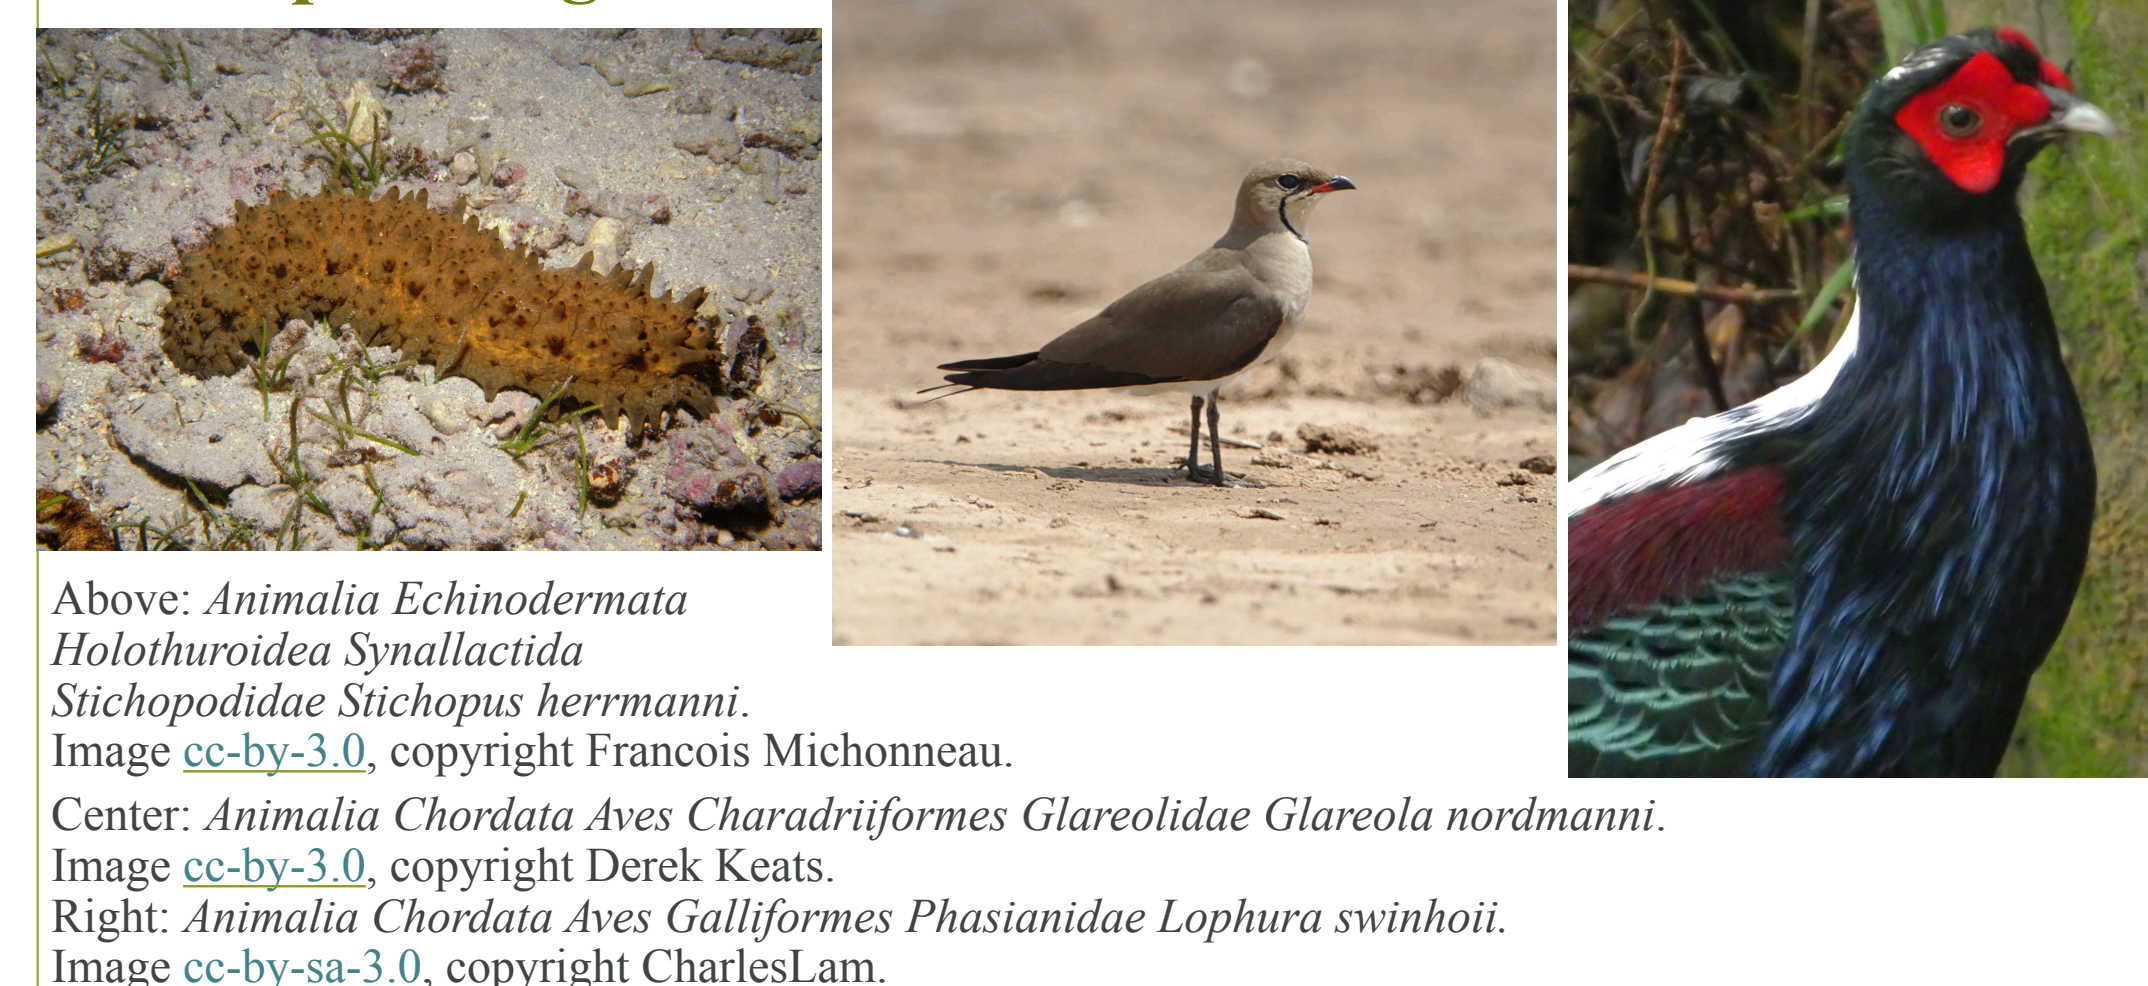 Above: Animalia Echinodermata
Holothuroidea Synallactida
Stichopodidae Stichopus herrmanni.
Image cc-by-3.0, copyright Francois Michonneau.
Center: Animalia Chordata Aves Charadriiformes Glareolidae Glareola nordmanni.
Image cc-by-3.0, copyright Derek Keats.
Right: Animalia Chordata Aves Galliformes Phasianidae Lophura swinhoii.
Image cc-by-sa-3.0, copyright CharlesLam.